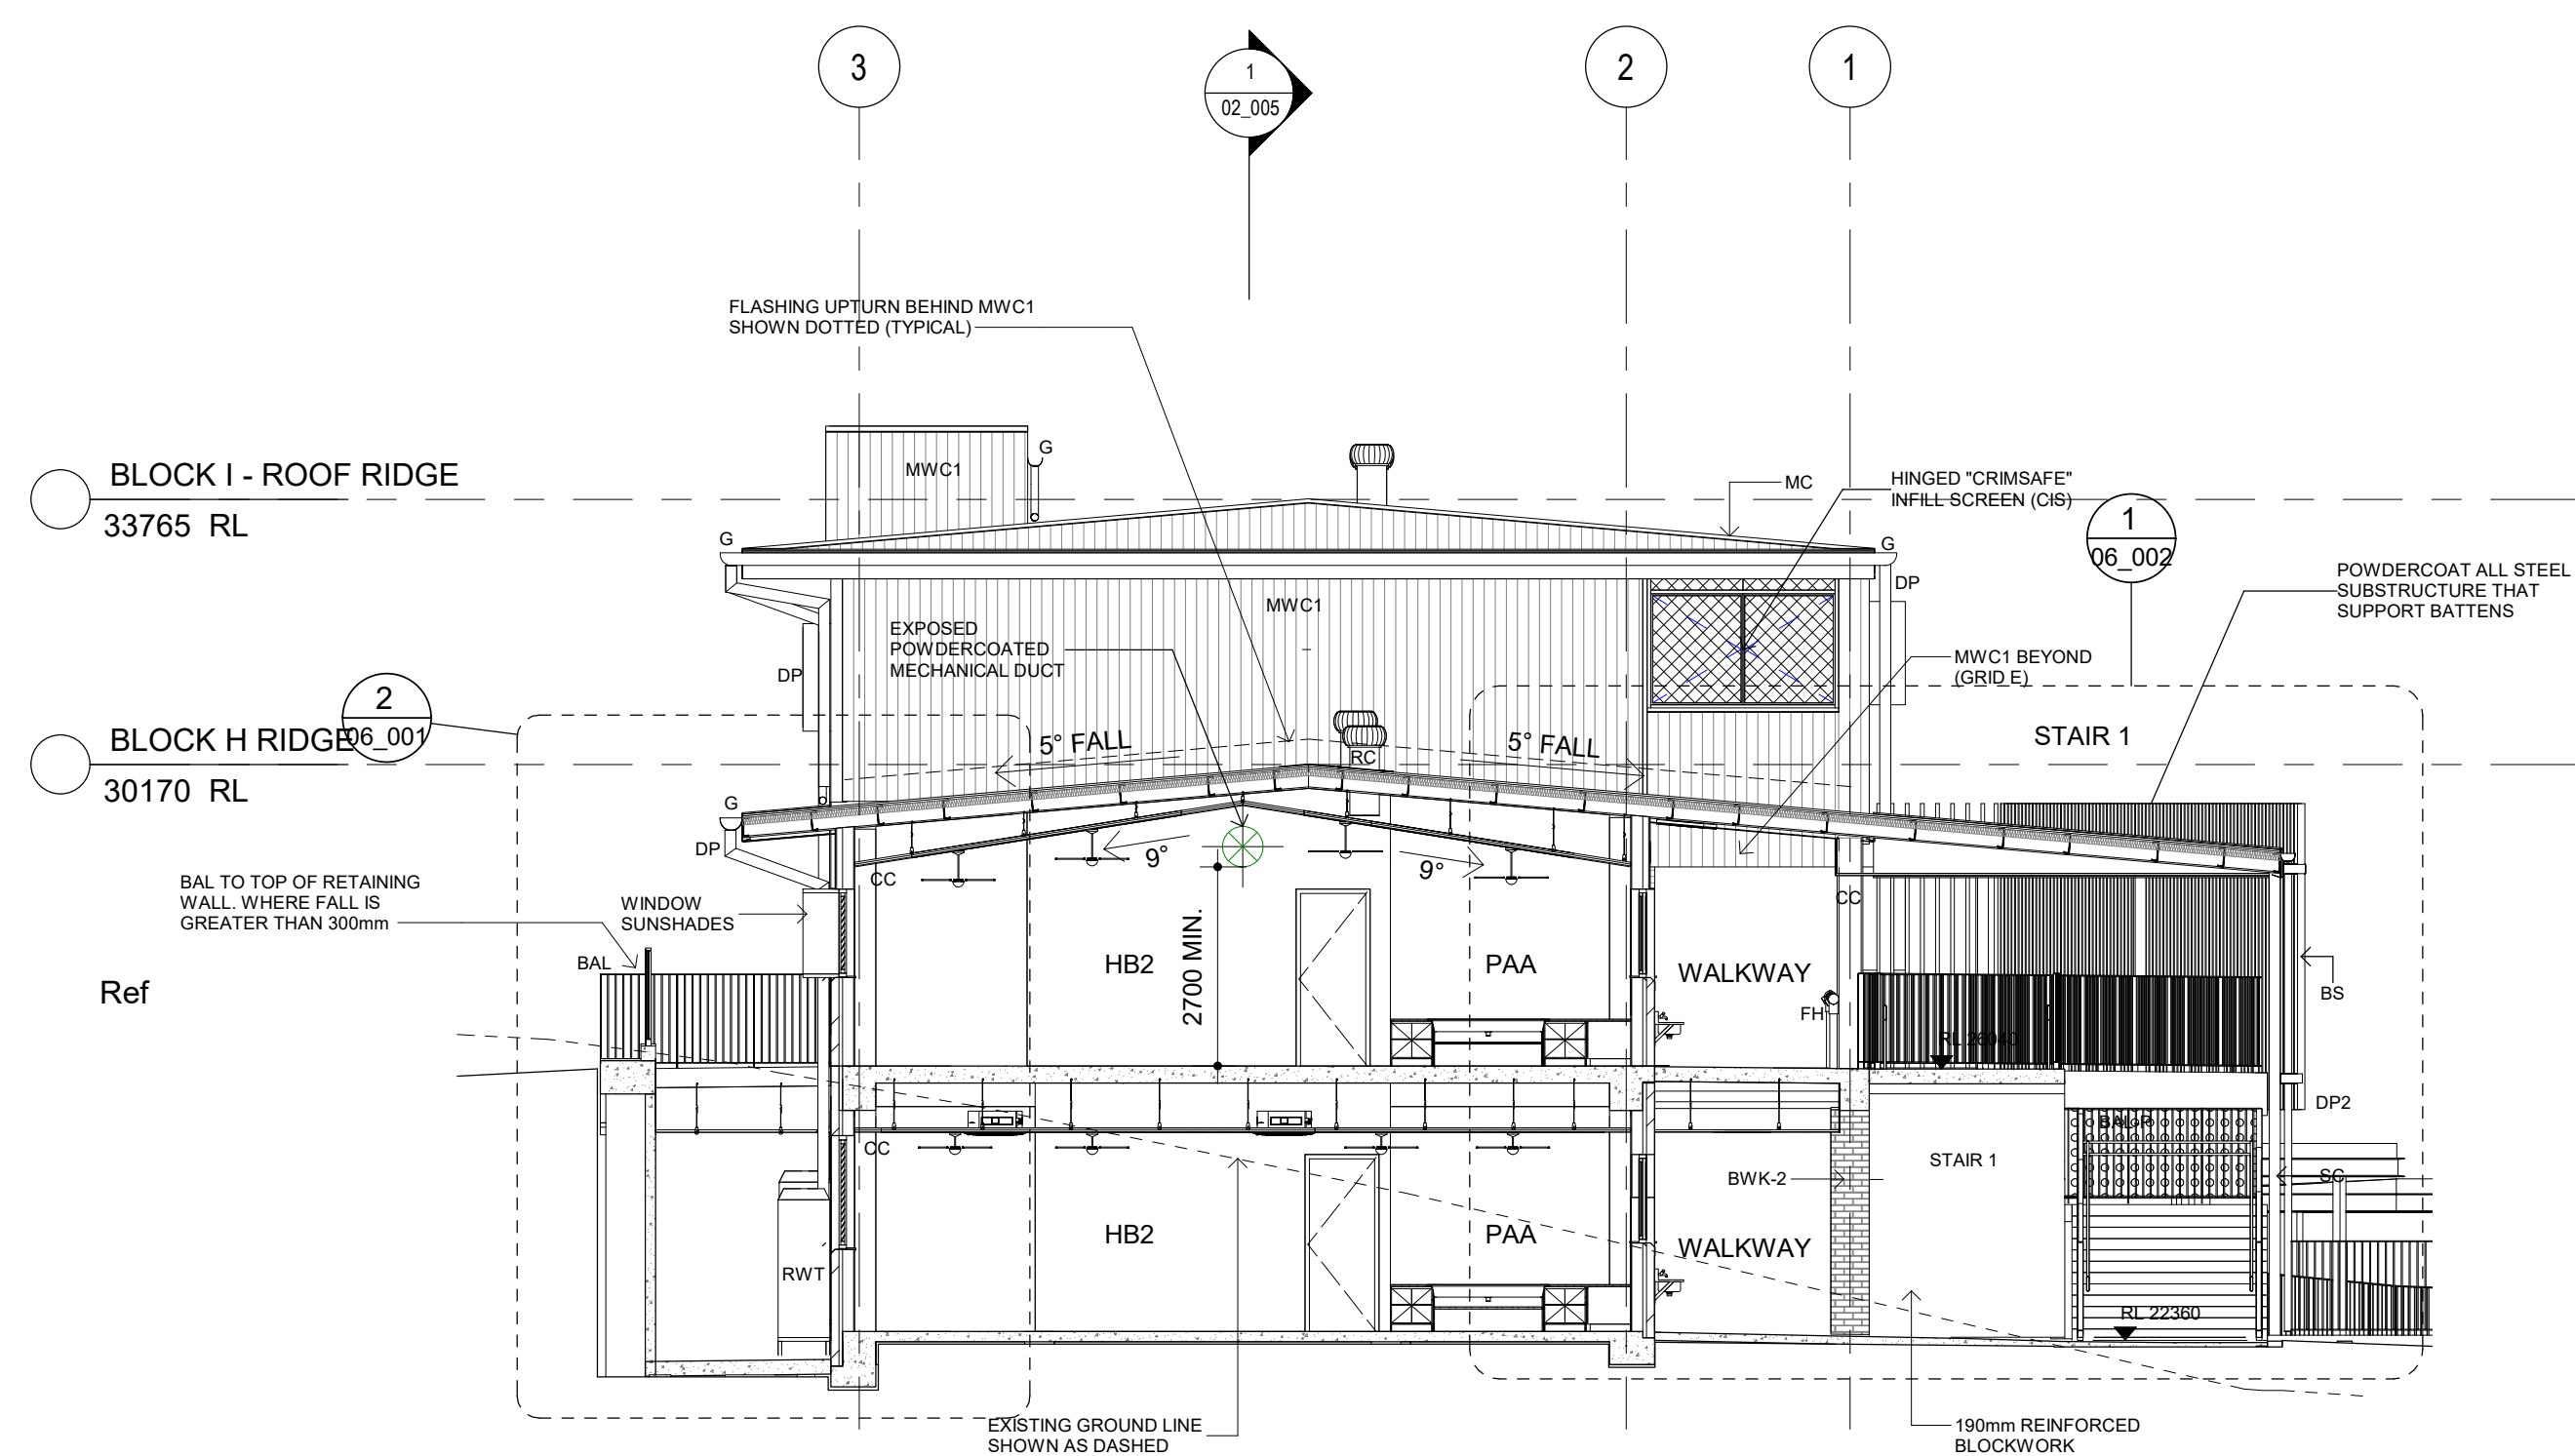 3
1
02_005
2
1
FLASHING UPTURN BEHIND MWC1
SHOWN DOTTED (TYPICAL)
BLOCK I - ROOF RIDGE
33765 RL
MWC1
G
MC
HINGED "CRIMSAFE"
INFILL SCREEN (CIS)
1
06_002
G
G
DP
POWDERCOAT ALL STEEL
SUBSTRUCTURE THAT
SUPPORT BATTENS
MWC1
EXPOSED
POWDERCOATED
MECHANICAL DUCT
DP
MWC1 BEYOND
(GRID E)
2
06_001
BLOCK H RIDGE
30170 RL
5° FALL
5° FALL
RC
STAIR 1
G
DP
9°
9°
CC
CC
BAL TO TOP OF RETAINING
WALL. WHERE FALL IS
GREATER THAN 300mm
WINDOW
SUNSHADES
2700 MIN.
BAL
HB2
PAA
WALKWAY
Ref
BS
FH
RL 26040
DP2
BAL-P
CC
STAIR 1
BWK-2
SC
HB2
PAA
WALKWAY
RWT
RL 22360
EXISTING GROUND LINE
SHOWN AS DASHED
190mm REINFORCED
BLOCKWORK